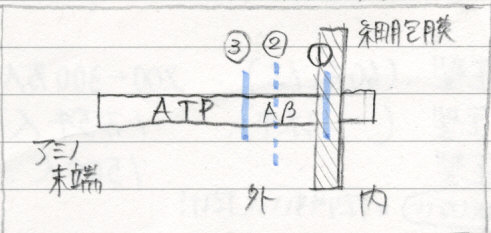 ③ ② ① 細胞膜
ATP Aβ
アミノ
末端
外 内